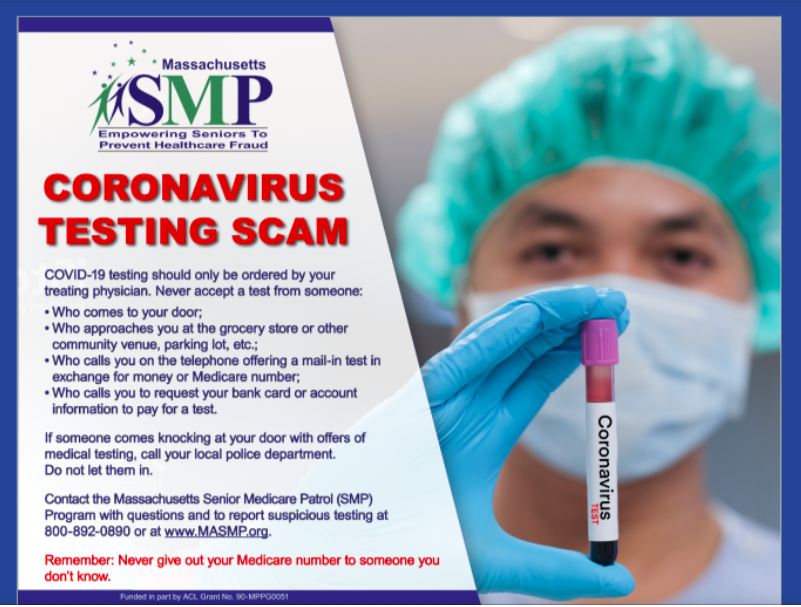 Massachusetts
SMP
Empowering Seniors To
Prevent Healthcare Fraud
CORONAVIRUS
TESTING SCAM
COVID-19 testing should only be ordered by your
treating physician. Never accept a test from someone:
• Who comes to your door;
• Who approaches you at the grocery store or other
community venue, parking lot, etc.;
• Who calls you on the telephone offering a mail-in test in
exchange for money or Medicare number;
• Who calls you to request your bank card or account
information to pay for a test.
If someone comes knocking at your door with offers of
medical testing, call your local police department.
Do not let them in.
Contact the Massachusetts Senior Medicare Patrol (SMP)
Program with questions and to report suspicious testing at
800-892-0890 or at www.MASMP.org.
Remember: Never give out your Medicare number to someone you
don't know.
Funded in part by ACL Grant No. 90-MPPG0051
Coronavirus
TEST